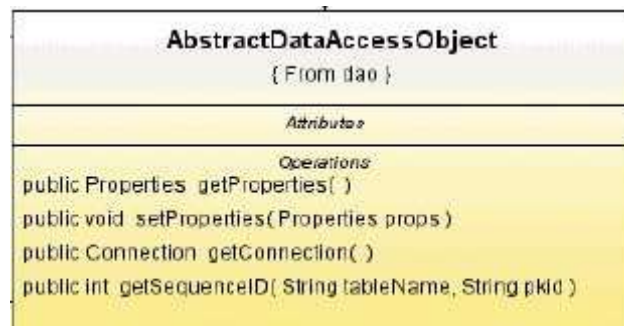 AbstractDataAccessObject
{ From dao }
Attributes
Operations
public Properties getProperties( )
public void setProperties( Properties props )
public Connection getConnection( )
public int getSequenceID( String tableName, String pkid )